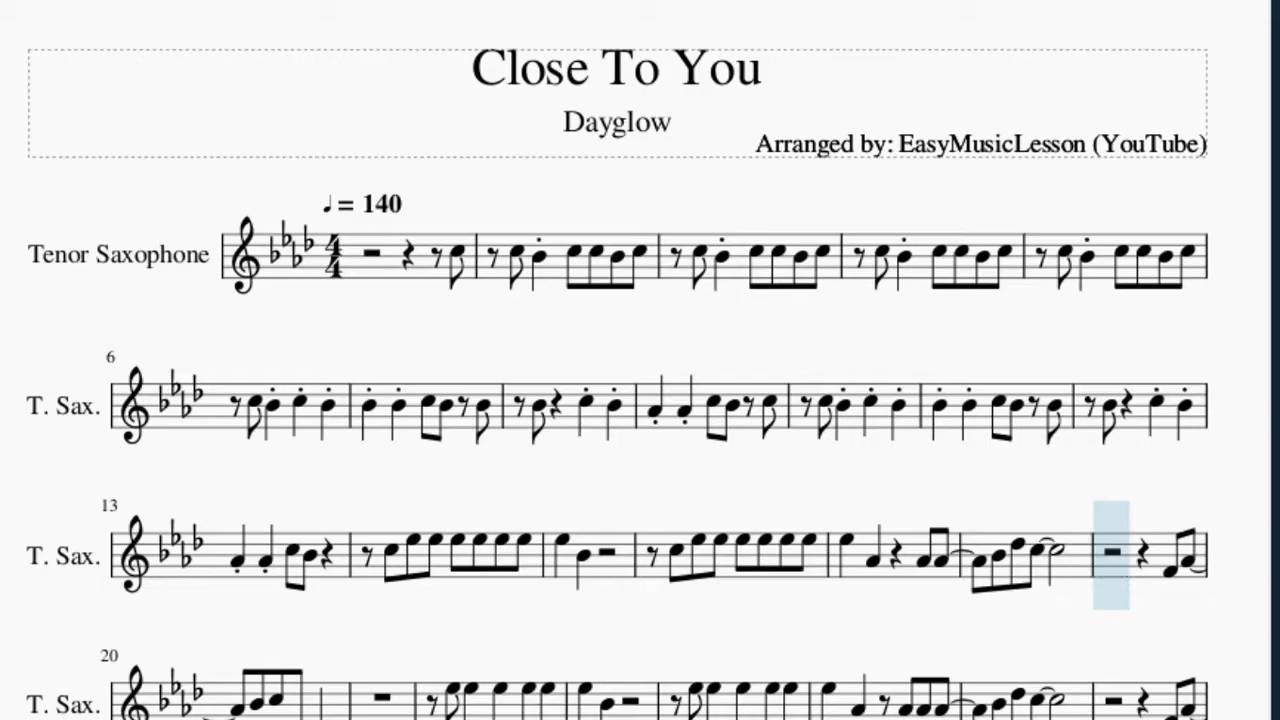 Close To You
Dayglow
Arranged by: EasyMusicLesson (YouTube)
♩ = 140
Tenor Saxophone
4
4
6
T. Sax.
13
T. Sax.
20
T. Sax.